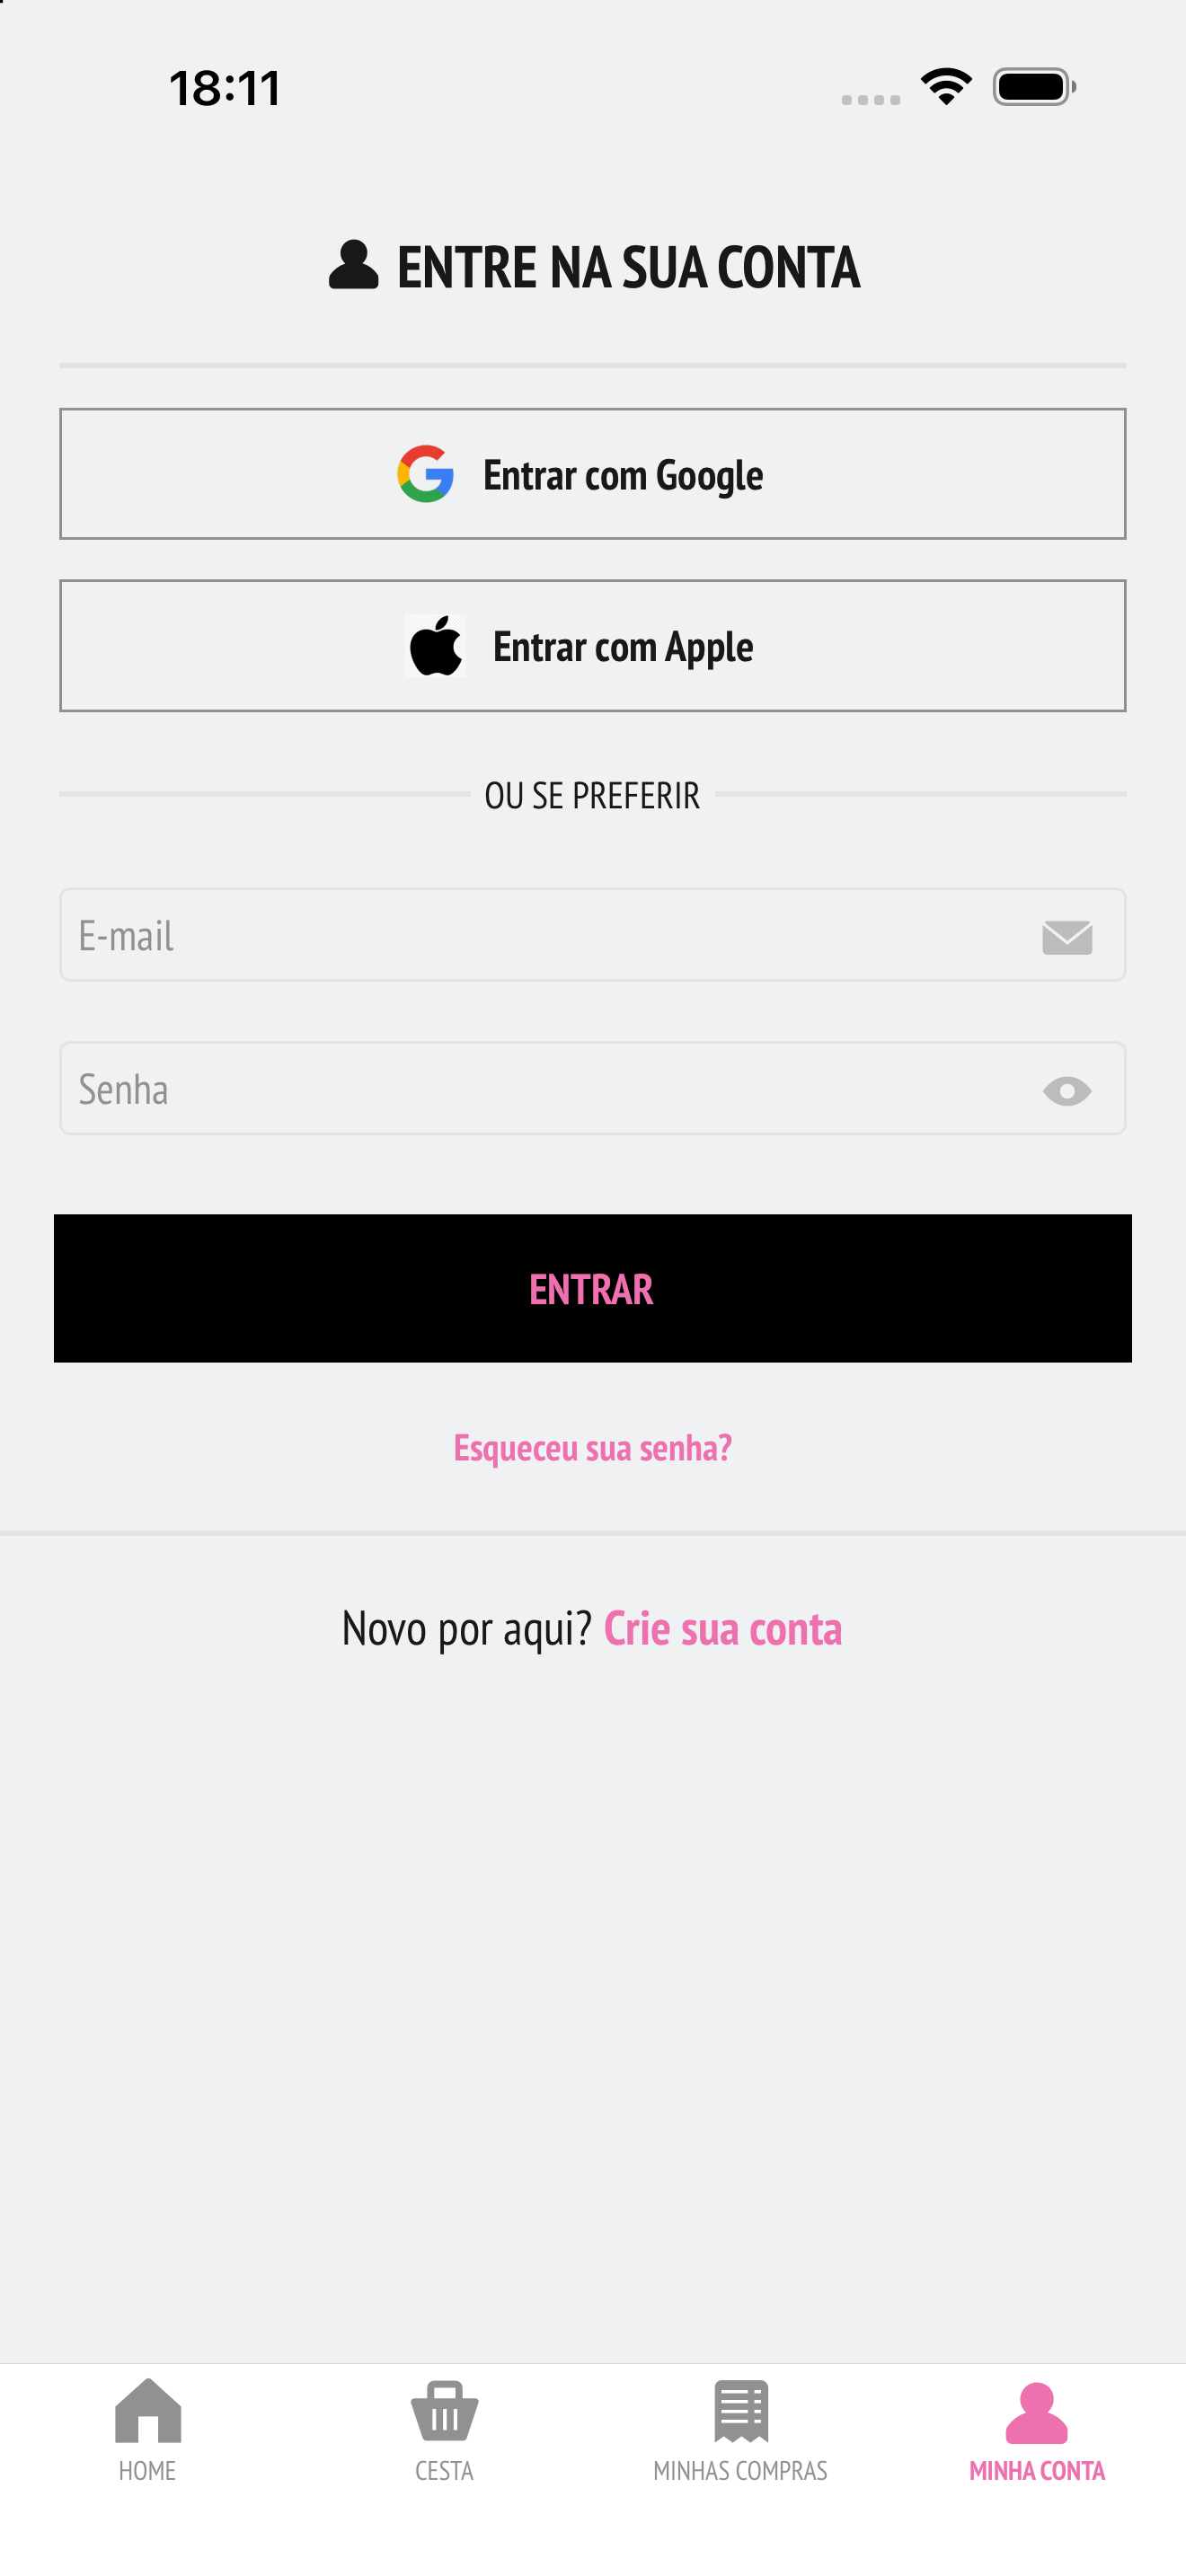 18:11
ENTRE NA SUA CONTA
Entrar com Google
Entrar com Apple
OU SE PREFERIR
E-mail
Senha
ENTRAR
Esqueceu sua senha?
Novo por aqui? Crie sua conta
HOME CESTA MINHAS COMPRAS MINHA CONTA